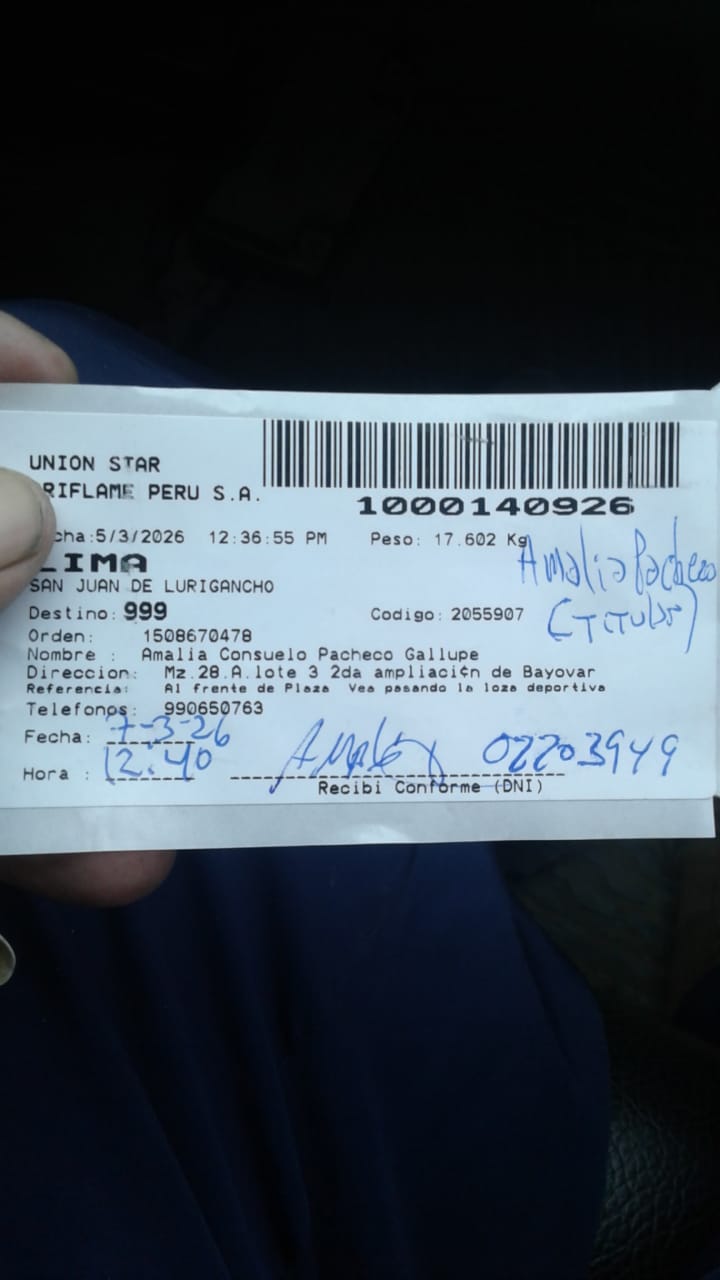 UNION STAR
RIFLAME PERU S.A.
1000140926
cha:5/3/2026 12:36:55 PM Peso: 17.602 Kg
LIMA
Amalia Pacheco
(TITULAR)
SAN JUAN DE LURIGANCHO
Destino: 999 Codigo: 2055907
Orden: 1508670478
Nombre : Amalia Consuelo Pacheco Gallupe
Direccion: Mz.28.A.lote 3 2da ampliaci¢n de Bayovar
Referencia: Al frente de Plaza Vea pasando la loza deportiva
Telefonos: 990650763
Fecha: 7-3-26
Hora : 12:40 02203949
Recibi Conforme (DNI)